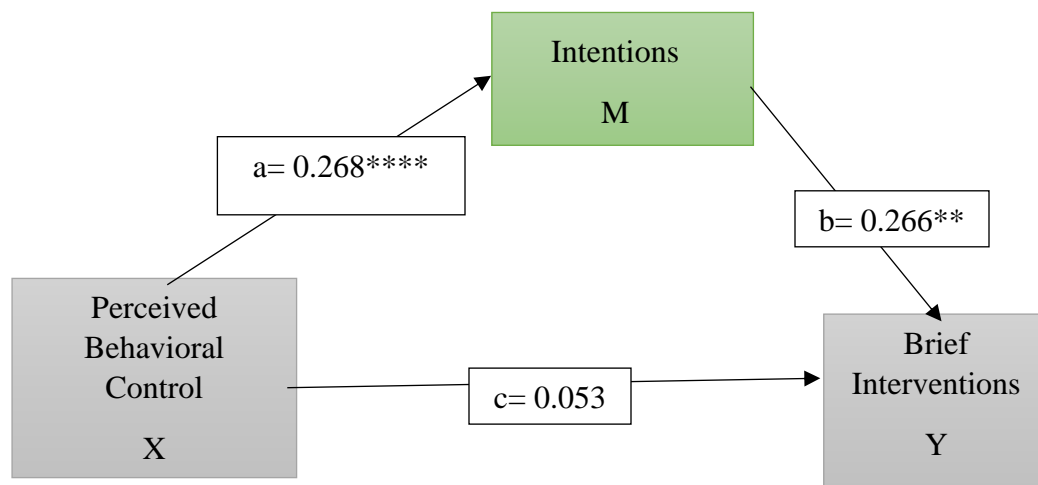 Intentions
M
a= 0.268****
b= 0.266**
Perceived
Behavioral
Control
X
c= 0.053
Brief
Interventions
Y